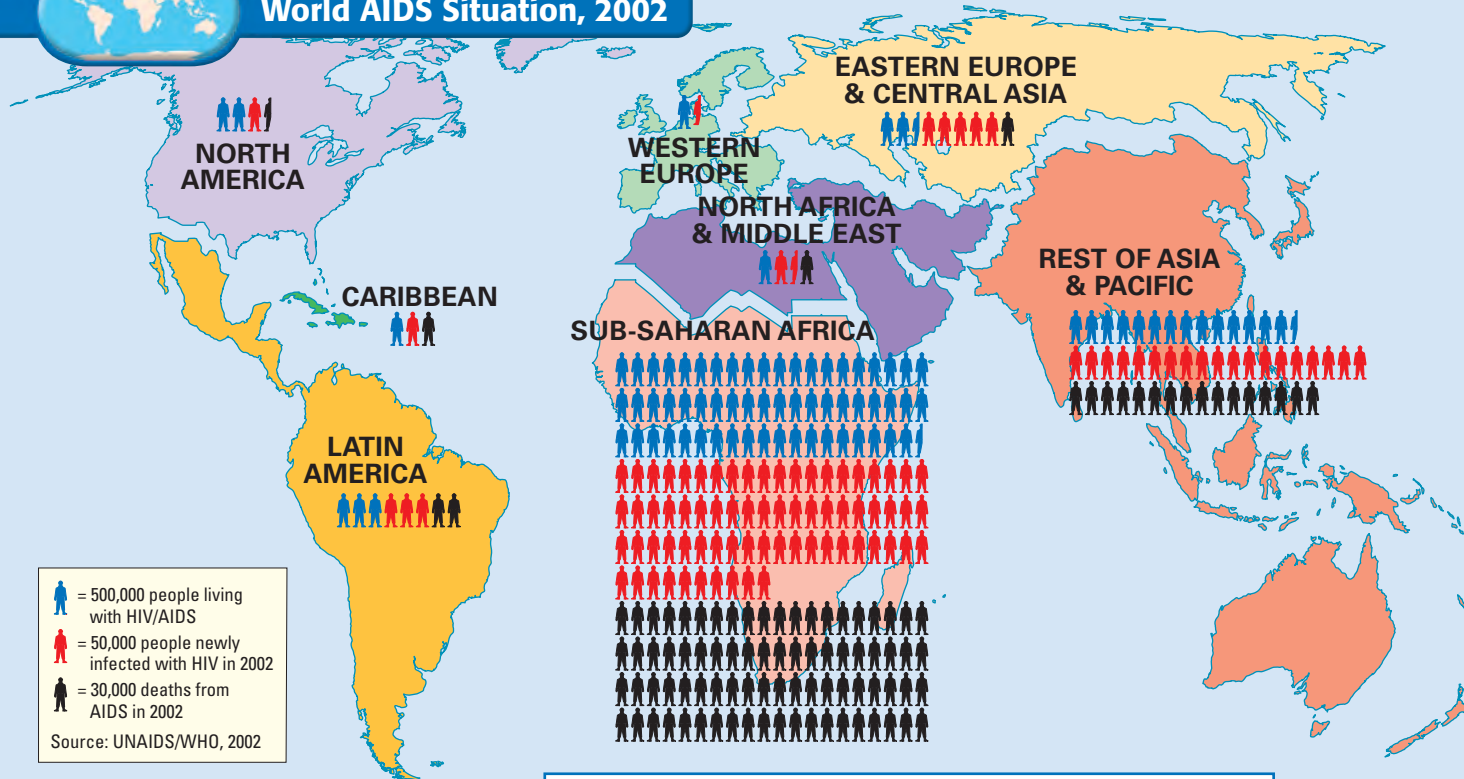 World AIDS Situation, 2002
NORTH
AMERICA
WESTERN
EUROPE
EASTERN EUROPE
& CENTRAL ASIA
NORTH AFRICA
& MIDDLE EAST
REST OF ASIA
& PACIFIC
CARIBBEAN
SUB-SAHARAN AFRICA
LATIN
AMERICA
= 500,000 people living
with HIV/AIDS
= 50,000 people newly
infected with HIV in 2002
= 30,000 deaths from
AIDS in 2002
Source: UNAIDS/WHO, 2002